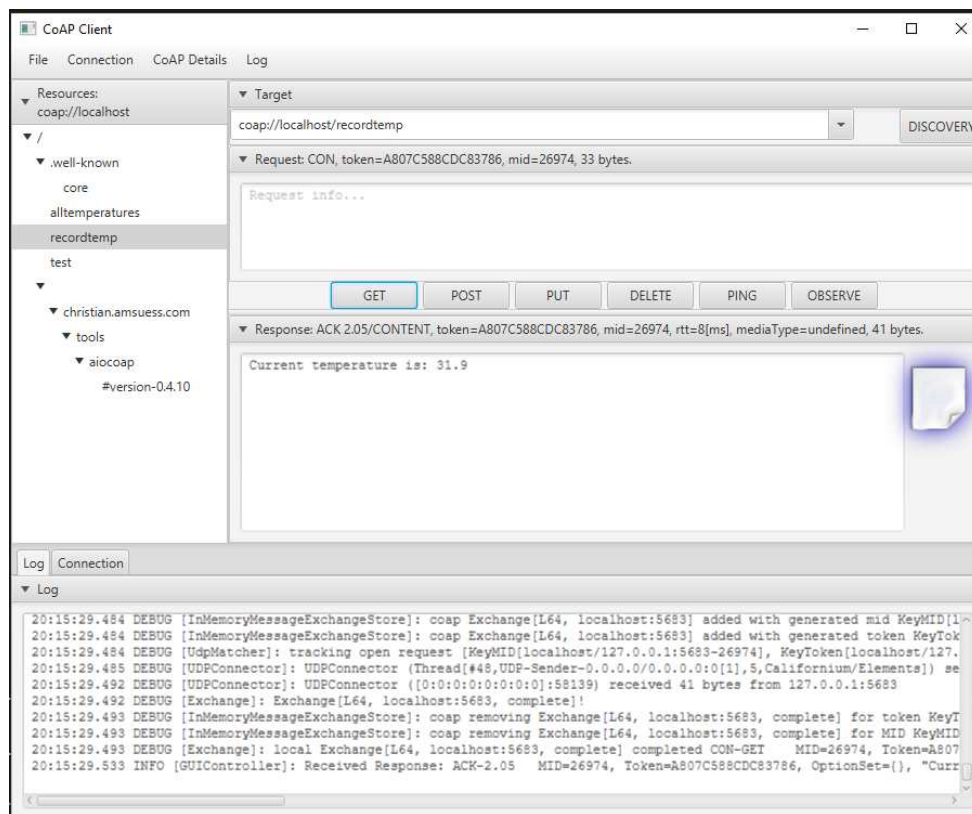 CoAP Client
File Connection CoAP Details Log
Resources:
coap://localhost
/
.well-known
core
alltemperatures
recordtemp
test
christian.amsuess.com
tools
aiocoap
#version-0.4.10
Target
coap://localhost/recordtemp
DISCOVERY
Request: CON, token=A807C588CDC83786, mid=26974, 33 bytes.
Request info...
GET POST PUT DELETE PING OBSERVE
Response: ACK 2.05/CONTENT, token=A807C588CDC83786, mid=26974, rtt=8[ms], mediaType=undefined, 41 bytes.
Current temperature is: 31.9
Log Connection
Log
20:15:29.484 DEBUG [InMemoryMessageExchangeStore]: coap Exchange[L64, localhost:5683] added with generated mid KeyMID[l
20:15:29.484 DEBUG [InMemoryMessageExchangeStore]: coap Exchange[L64, localhost:5683] added with generated token KeyTok
20:15:29.484 DEBUG [UdpMatcher]: tracking open request [KeyMID[localhost/127.0.0.1:5683-26974], KeyToken[localhost/127.
20:15:29.485 DEBUG [UDPConnector]: UDPConnector (Thread[#48,UDP-Sender-0.0.0.0/0.0.0.0:0[1],5,Californium/Elements]) se
20:15:29.492 DEBUG [UDPConnector]: UDPConnector ([0:0:0:0:0:0:0:0]:58139) received 41 bytes from 127.0.0.1:5683
20:15:29.492 DEBUG [Exchange]: Exchange[L64, localhost:5683, complete]!
20:15:29.493 DEBUG [InMemoryMessageExchangeStore]: coap removing Exchange[L64, localhost:5683, complete] for token KeyT
20:15:29.493 DEBUG [InMemoryMessageExchangeStore]: coap removing Exchange[L64, localhost:5683, complete] for MID KeyMID
20:15:29.493 DEBUG [Exchange]: local Exchange[L64, localhost:5683, complete] completed CON-GET MID=26974, Token=A807
20:15:29.533 INFO [GUIController]: Received Response: ACK-2.05 MID=26974, Token=A807C588CDC83786, OptionSet={}, "Curr